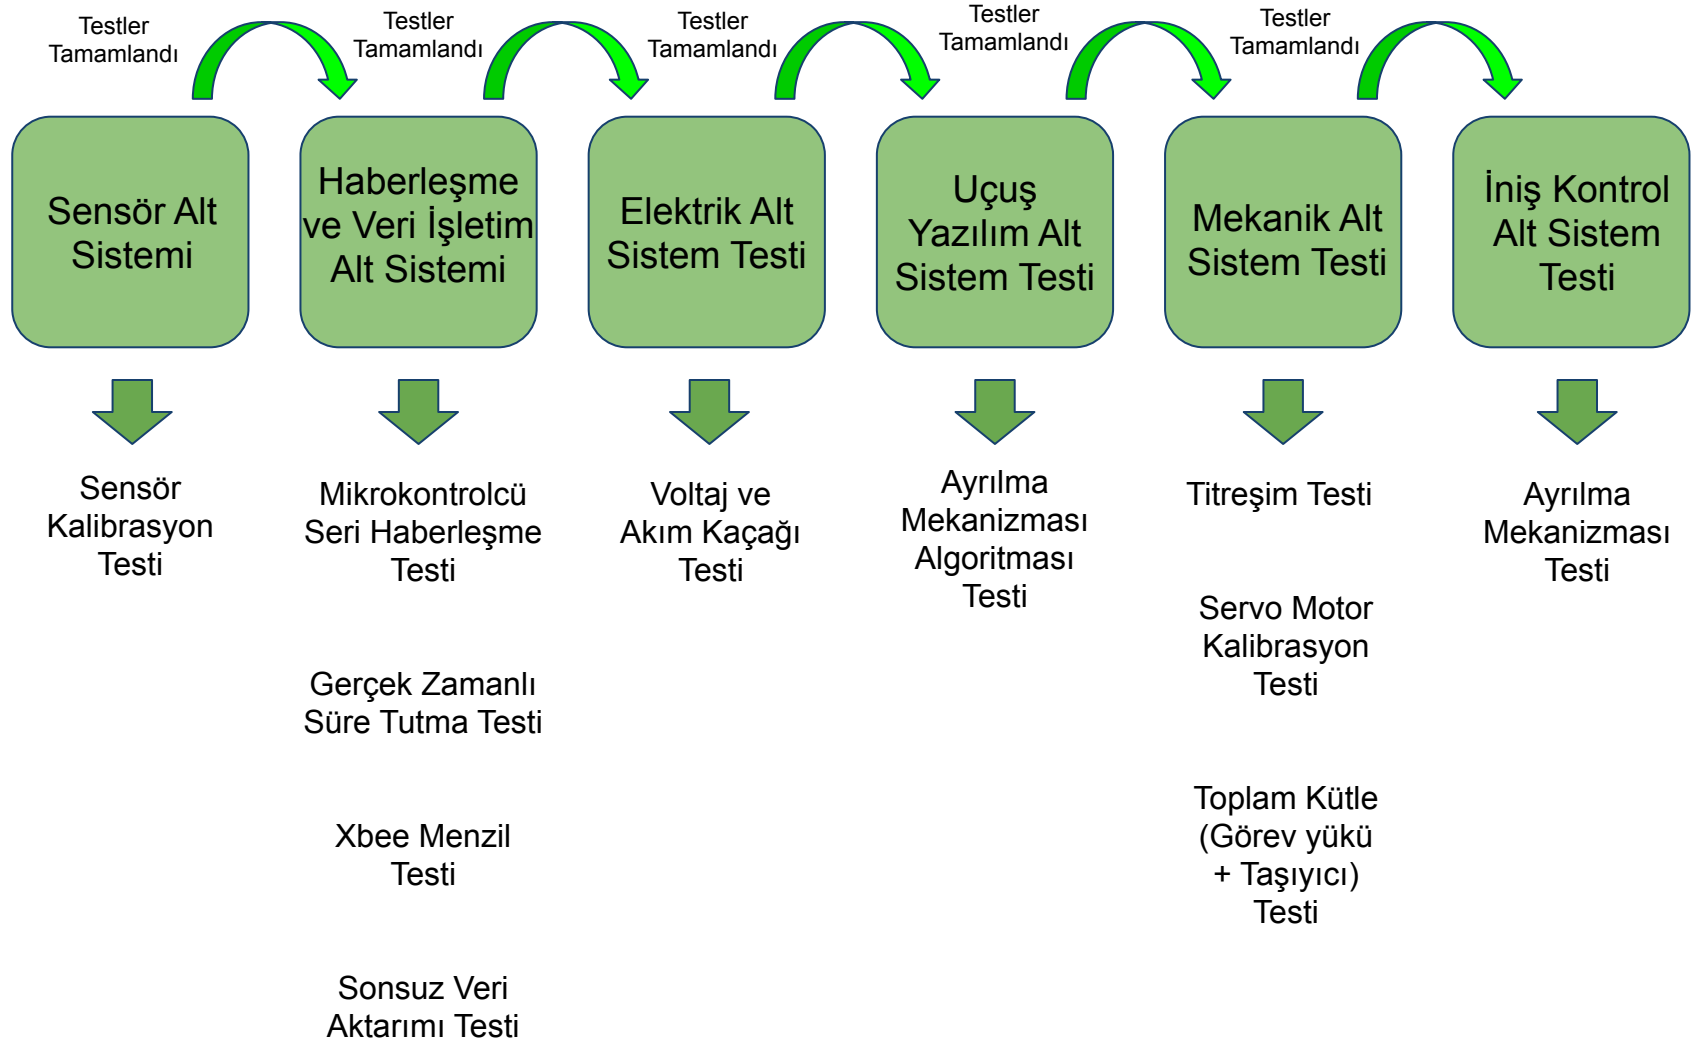 Testler
Tamamlandı
Testler
Tamamlandı
Testler
Tamamlandı
Testler
Tamamlandı
Testler
Tamamlandı
Sensör Alt
Sistemi
Haberleşme
ve Veri İşletim
Alt Sistemi
Elektrik Alt
Sistem Testi
Uçuş
Yazılım Alt
Sistem Testi
Mekanik Alt
Sistem Testi
İniş Kontrol
Alt Sistem
Testi
Sensör
Kalibrasyon
Testi
Mikrokontrolcü
Seri Haberleşme
Testi
Gerçek Zamanlı
Süre Tutma Testi
Xbee Menzil
Testi
Sonsuz Veri
Aktarımı Testi
Voltaj ve
Akım Kaçağı
Testi
Ayrılma
Mekanizması
Algoritması
Testi
Titreşim Testi
Servo Motor
Kalibrasyon
Testi
Toplam Kütle
(Görev yükü
+ Taşıyıcı)
Testi
Ayrılma
Mekanizması
Testi